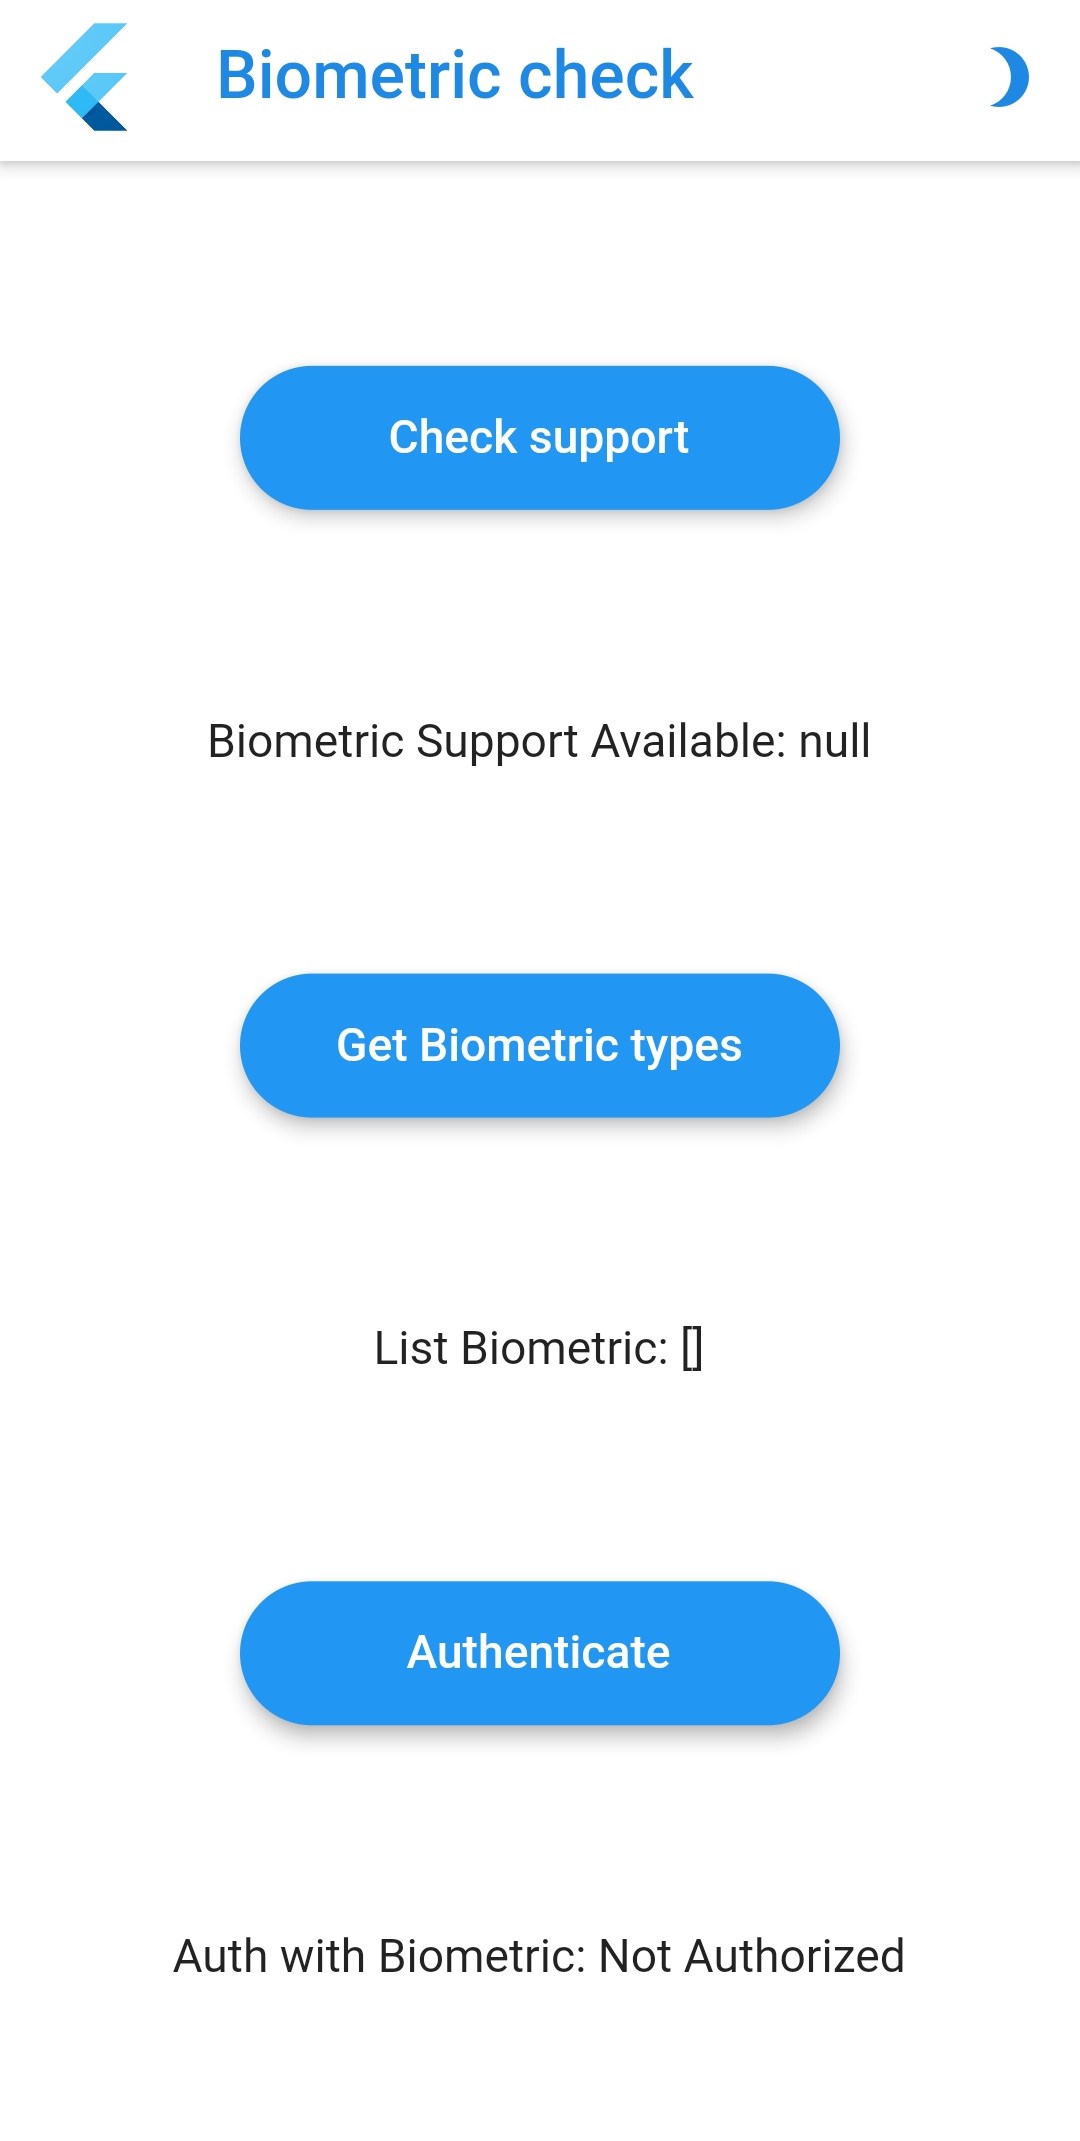 Biometric check
Check support
Biometric Support Available: null
Get Biometric types
List Biometric: []
Authenticate
Auth with Biometric: Not Authorized